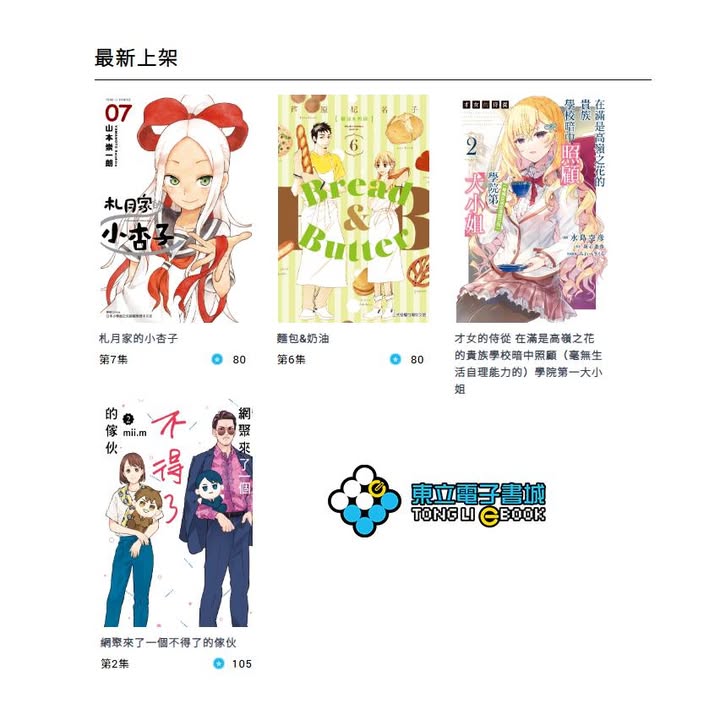 最新上架
07
山本崇一朗
札月家的
小杏子
6
Bread
&
Butter
才女の侍從
在滿是高嶺之花的
貴族
學校暗中照顧
學院第一
大小姐
2
水島空彦
札月家的小杏子
第7集
80
麵包&奶油
第6集
80
才女的侍從 在滿是高嶺之花
的貴族學校暗中照顧（毫無生
活自理能力的）學院第一大小
姐
網聚來了一個
不得了
的傢伙
2
mii.m
東立電子書城
TONG LI eBOOK
網聚來了一個不得了的傢伙
第2集
105